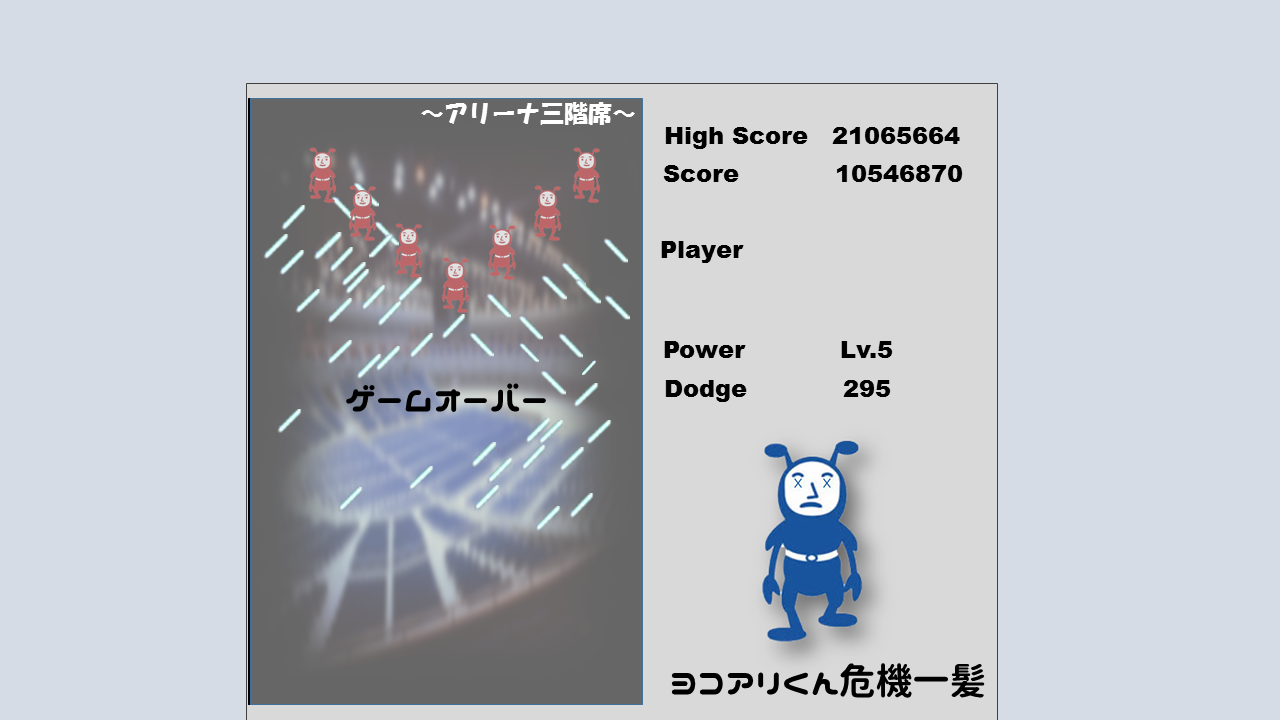 ～アリーナ三階席～
High Score 21065664
Score 10546870
Player
Power Lv.5
Dodge 295
ゲームオーバー
ヨコアリくん危機一髪